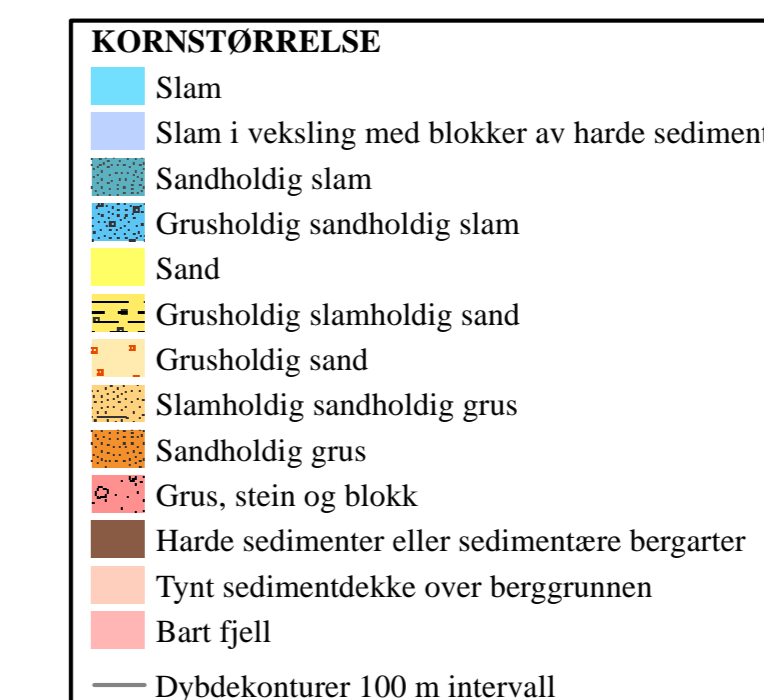 KORNSTØRRELSE
Slam
Slam i veksling med blokker av harde sediment
Sandholdig slam
Grusholdig sandholdig slam
Sand
Grusholdig slamholdig sand
Grusholdig sand
Slamholdig sandholdig grus
Sandholdig grus
Grus, stein og blokk
Harde sedimenter eller sedimentære bergarter
Tynt sedimentdekke over berggrunnen
Bart fjell
Dybdekonturer 100 m intervall